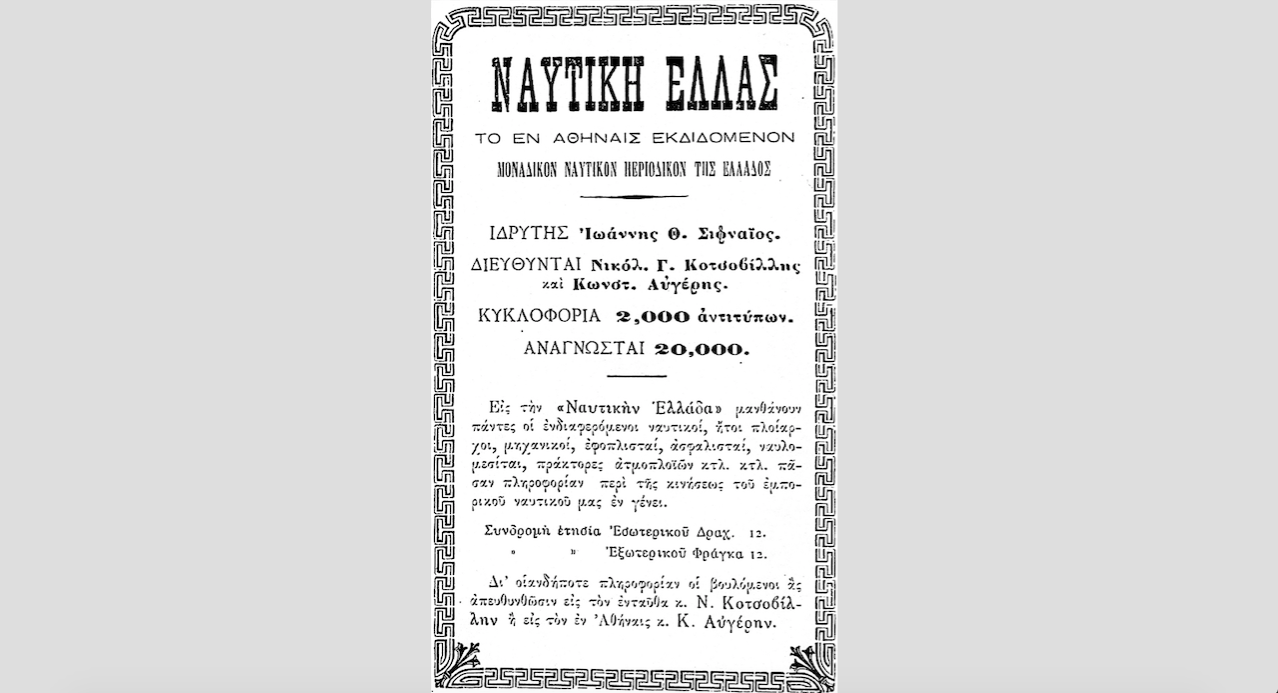 ΝΑΥΤΙΚΗ ΕΛΛΑΣ
ΤΟ ΕΝ ΑΘΗΝΑΙΣ ΕΚΔΙΔΟΜΕΝΟΝ
ΜΟΝΑΔΙΚΟΝ ΝΑΥΤΙΚΟΝ ΠΕΡΙΟΔΙΚΟΝ ΤΗΣ ΕΛΛΑΔΟΣ
ΙΔΡΥΤΗΣ Ἰωάννης Θ. Σιφναῖος.
ΔΙΕΥΘΥΝΤΑΙ Νικόλ. Γ. Κοτσοβίλλης
καὶ Κωνστ. Αὐγέρης.
ΚΥΚΛΟΦΟΡΙΑ 2,000 ἀντιτύπων.
ΑΝΑΓΝΩΣΤΑΙ 20,000.
Εἰς τὴν «Ναυτικὴν Ἑλλάδα» μανθάνουν
πάντες οἱ ἐνδιαφερόμενοι ναυτικοί, ἤτοι πλοίαρ-
χοι, μηχανικοί, ἐφοπλισταί, ἀσφαλισταί, ναυλο-
μεσίται, πράκτορες ἀτμοπλοϊῶν κτλ. κτλ. πᾶ-
σαν πληροφορίαν περὶ τῆς κινήσεως τοῦ ἐμπο-
ρικοῦ ναυτικοῦ μας ἐν γένει.
Συνδρομὴ ἐτησία Ἐσωτερικοῦ Δραχ. 12.
» » Ἐξωτερικοῦ Φράγκα 12.
Δι' οἱανδήποτε πληροφορίαν οἱ βουλόμενοι ἂς
ἀπευθυνθῶσιν εἰς τὸν ἐνταῦθα κ. Ν. Κοτσοβίλ-
λην ἢ εἰς τὸν ἐν Ἀθήναις κ. Κ. Αὐγέρην.